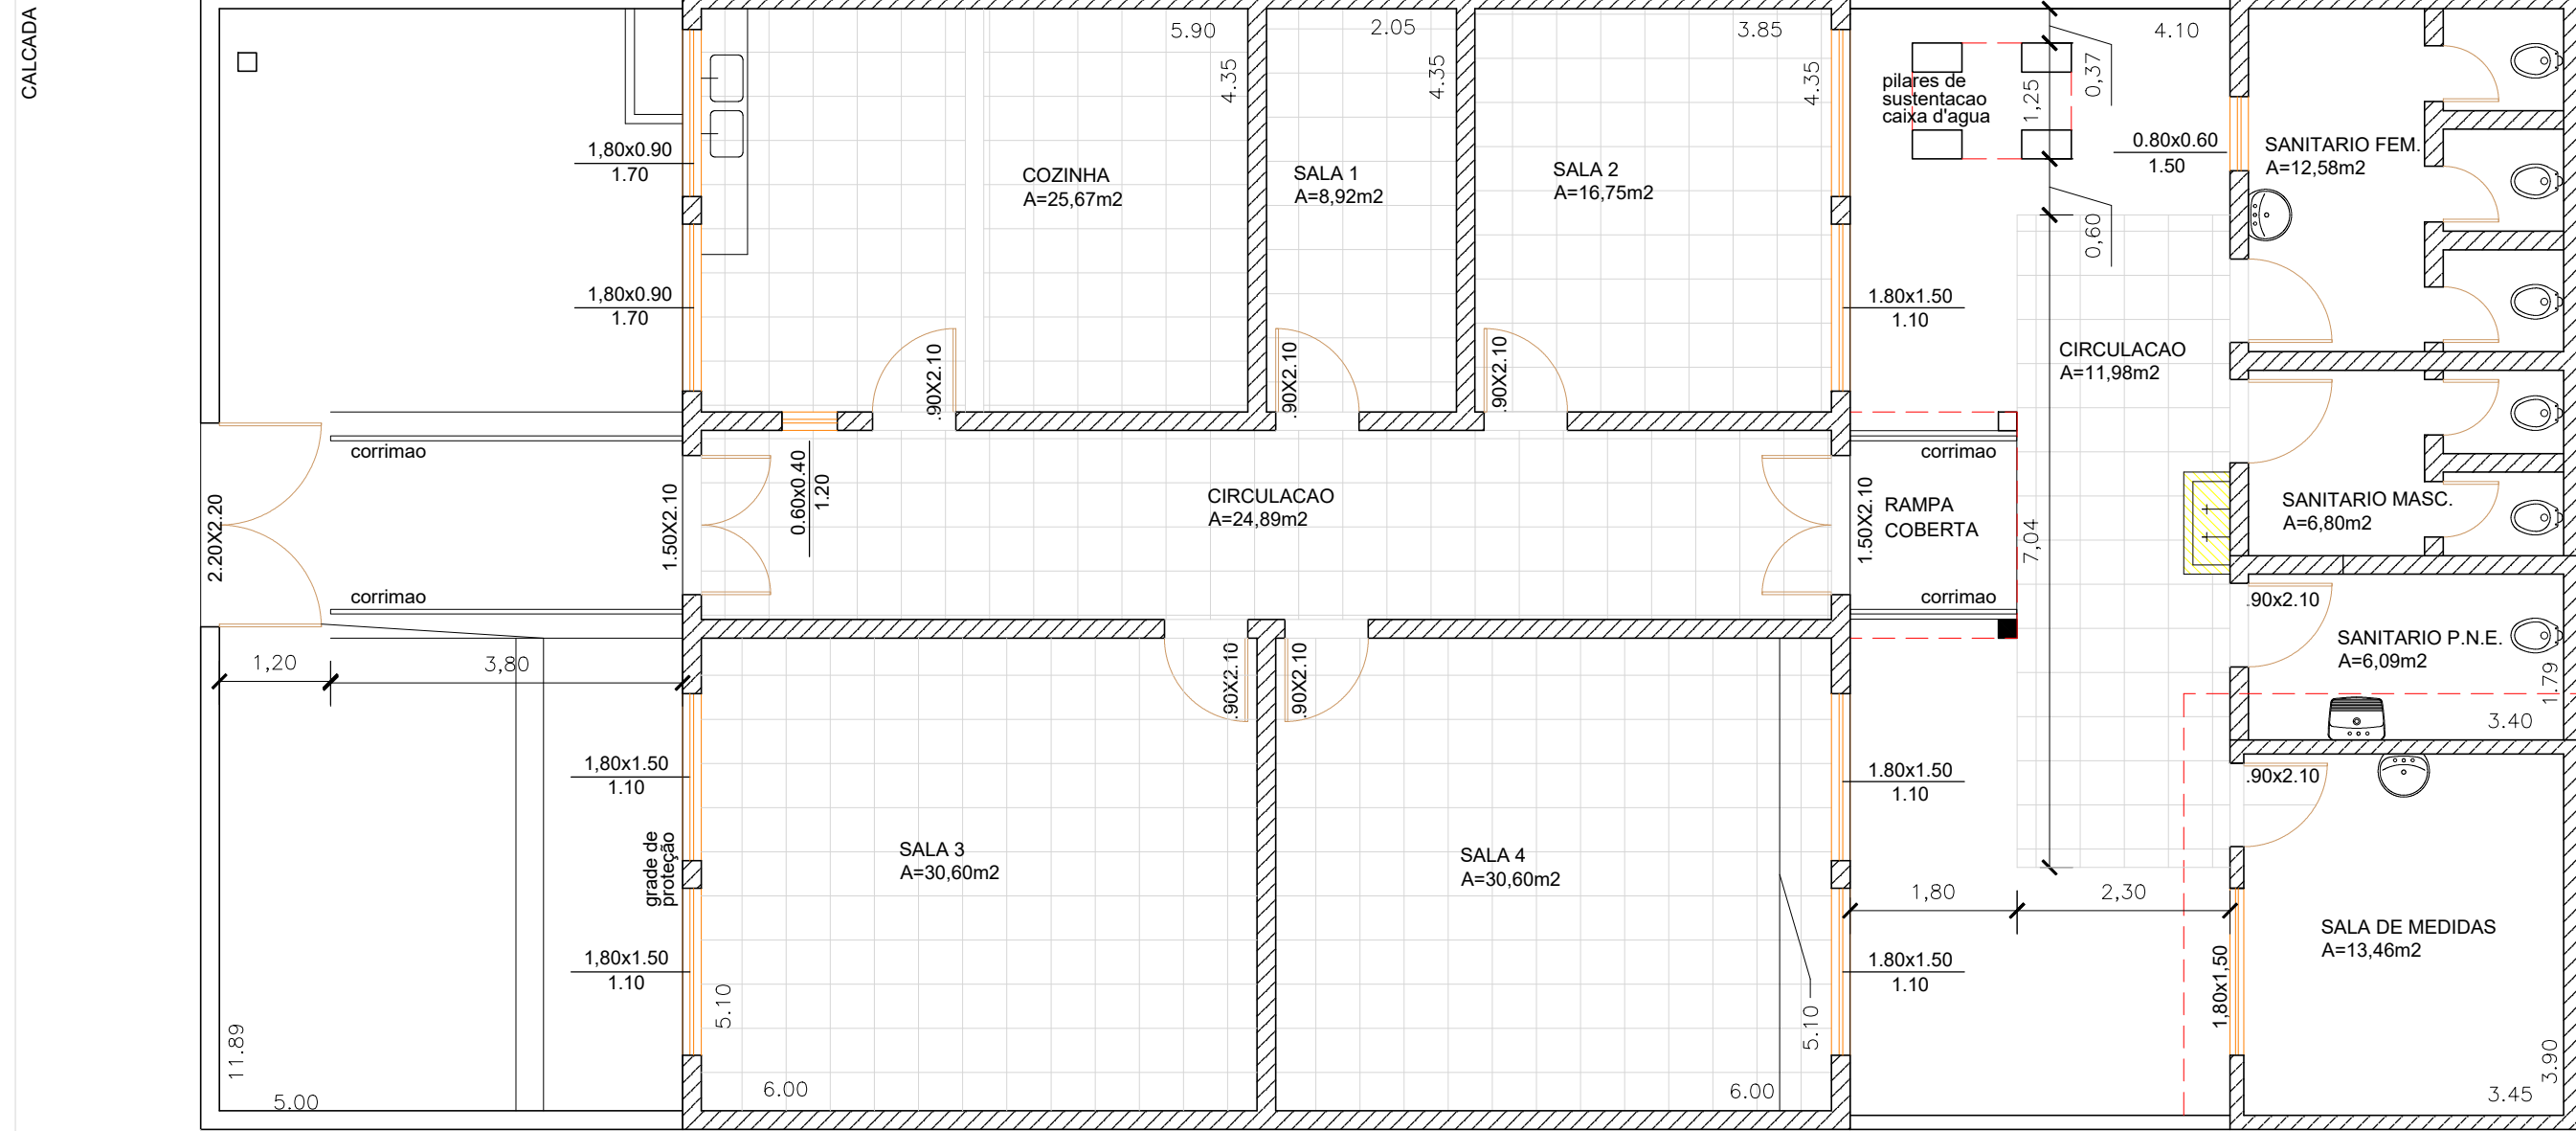 CALCADA
5.90
4.35
2.05
4.35
3.85
4.35
4.10
pilares de
sustentacao
caixa d'agua
1,25
0,37
0,60
0.80x0.60
1.50
SANITARIO FEM.
A=12,58m2
1,80x0.90
1.70
COZINHA
A=25,67m2
SALA 1
A=8,92m2
SALA 2
A=16,75m2
1,80x0.90
1.70
1.80x1.50
1.10
.90X2.10
.90X2.10
.90X2.10
CIRCULACAO
A=11,98m2
corrimao
corrimao
2.20X2.20
1.50X2.10
0.60x0.40
1.20
CIRCULACAO
A=24,89m2
1.50X2.10
RAMPA
COBERTA
7,04
SANITARIO MASC.
A=6,80m2
corrimao
corrimao
.90x2.10
SANITARIO P.N.E.
A=6,09m2
1.79
3.40
1,20
3,80
.90X2.10
.90X2.10
1,80x1.50
1.10
1.80x1.50
1.10
.90x2.10
grade de
proteção
SALA 3
A=30,60m2
SALA 4
A=30,60m2
1,80
2,30
SALA DE MEDIDAS
A=13,46m2
1,80x1.50
1.10
1.80x1.50
1.10
1,80x1,50
5.10
5.10
11.89
5.00
6.00
6.00
3.90
3.45